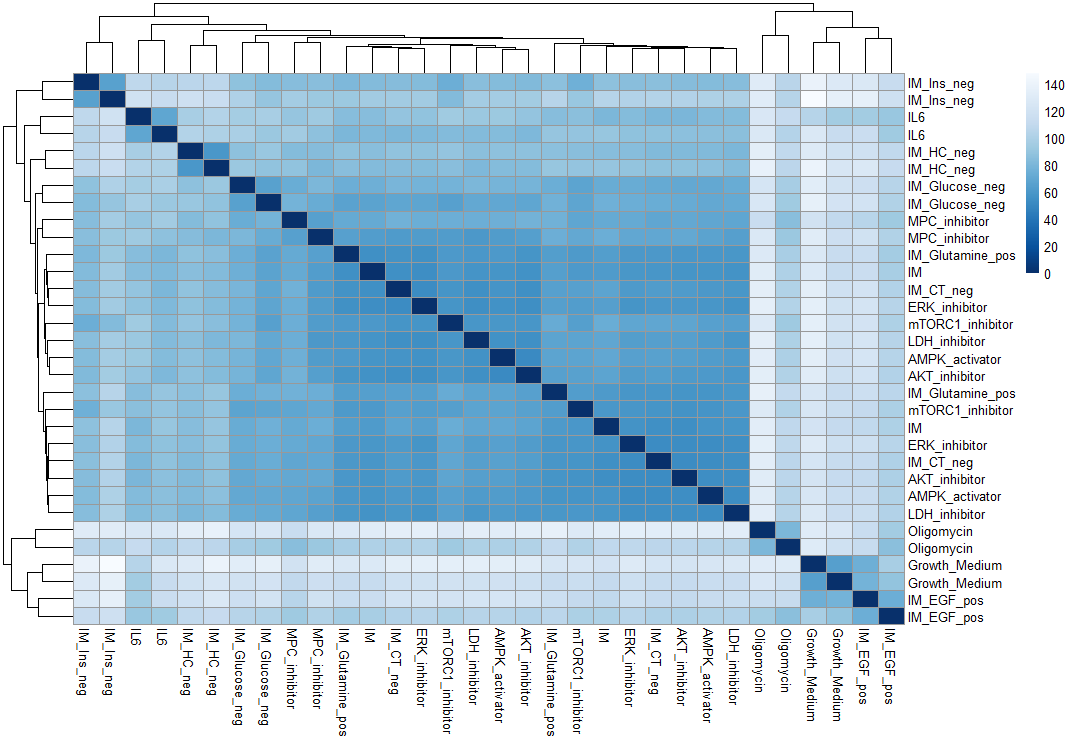 IM_Ins_neg
IM_Ins_neg
IL6
IL6
IM_HC_neg
IM_HC_neg
IM_Glucose_neg
IM_Glucose_neg
MPC_inhibitor
MPC_inhibitor
IM_Glutamine_pos
IM
IM_CT_neg
ERK_inhibitor
mTORC1_inhibitor
LDH_inhibitor
AMPK_activator
AKT_inhibitor
IM_Glutamine_pos
mTORC1_inhibitor
IM
ERK_inhibitor
IM_CT_neg
AKT_inhibitor
AMPK_activator
LDH_inhibitor
Oligomycin
Oligomycin
Growth_Medium
Growth_Medium
IM_EGF_pos
IM_EGF_pos
140
120
100
80
60
40
20
0
IM_Ins_neg
IM_Ins_neg
IL6
IL6
IM_HC_neg
IM_HC_neg
IM_Glucose_neg
IM_Glucose_neg
MPC_inhibitor
MPC_inhibitor
IM_Glutamine_pos
IM
IM_CT_neg
ERK_inhibitor
mTORC1_inhibitor
LDH_inhibitor
AMPK_activator
AKT_inhibitor
IM_Glutamine_pos
mTORC1_inhibitor
IM
ERK_inhibitor
IM_CT_neg
AKT_inhibitor
AMPK_activator
LDH_inhibitor
Oligomycin
Oligomycin
Growth_Medium
Growth_Medium
IM_EGF_pos
IM_EGF_pos